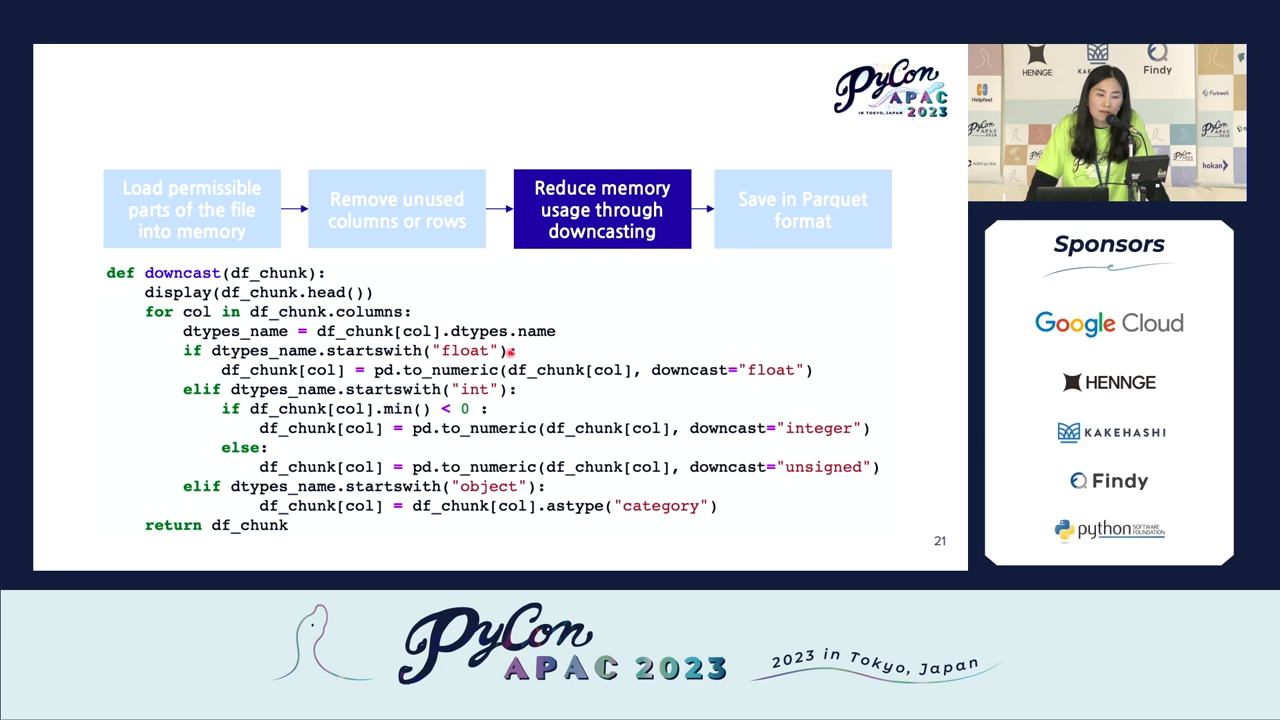 PyCon
APAC
IN TOKYO, JAPAN 2023
Load permissible
parts of the file
into memory
Remove unused
columns or rows
Reduce memory
usage through
downcasting
Save in Parquet
format
def downcast(df_chunk):
    display(df_chunk.head())
    for col in df_chunk.columns:
        dtypes_name = df_chunk[col].dtypes.name
        if dtypes_name.startswith("float"):
            df_chunk[col] = pd.to_numeric(df_chunk[col], downcast="float")
        elif dtypes_name.startswith("int"):
            if df_chunk[col].min() < 0 :
                df_chunk[col] = pd.to_numeric(df_chunk[col], downcast="integer")
            else:
                df_chunk[col] = pd.to_numeric(df_chunk[col], downcast="unsigned")
        elif dtypes_name.startswith("object"):
                df_chunk[col] = df_chunk[col].astype("category")
    return df_chunk
21
HENNGE
Findy
Helpfeel
Forkwell
hokan
Sponsors
Google Cloud
HENNGE
KAKEHASHI
Findy
python SOFTWARE FOUNDATION
PyCon
APAC 2023
2023 in Tokyo, Japan